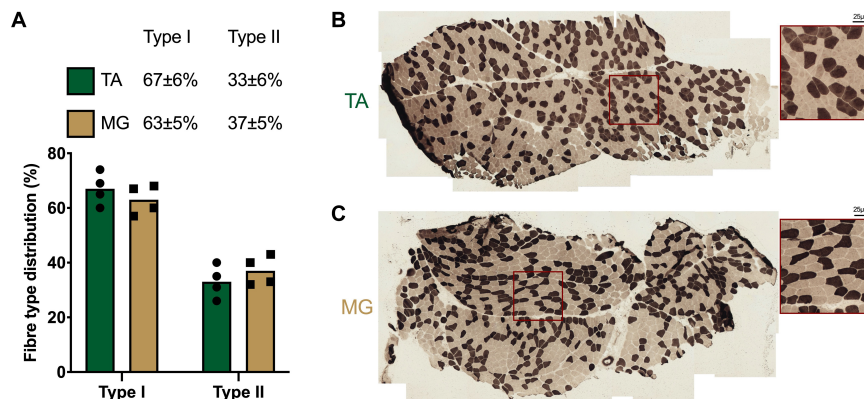 A
Type I Type II
TA 67±6% 33±6%
MG 63±5% 37±5%
Fibre type distribution (%)
80
60
40
20
0
Type I Type II
B
TA
C
MG